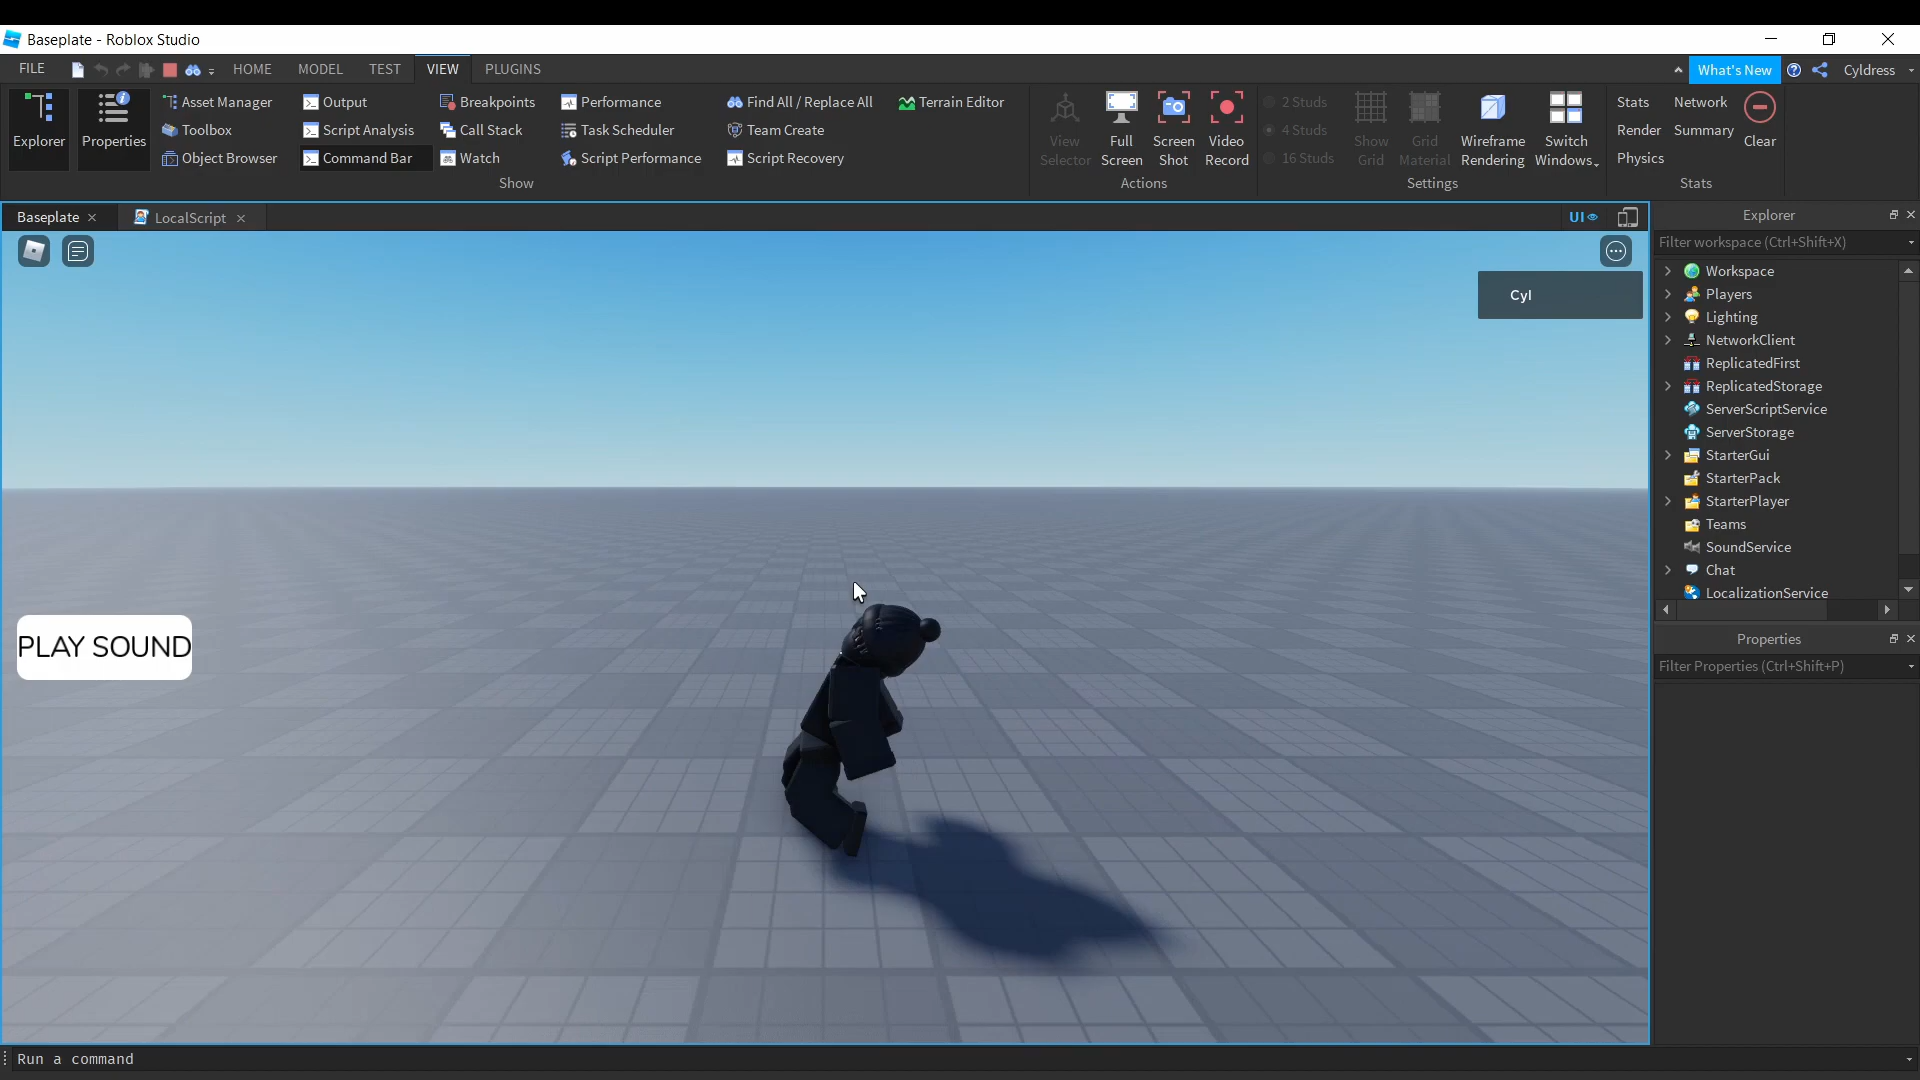 Baseplate - Roblox Studio
FILE HOME MODEL TEST VIEW PLUGINS What's New Cyldress
Explorer
Properties
Asset Manager
Toolbox
Object Browser
Output
Script Analysis
Command Bar
Breakpoints
Call Stack
Watch
Performance
Task Scheduler
Script Performance
Find All / Replace All
Team Create
Script Recovery
Terrain Editor
Show
View
Selector
Full
Screen
Screen
Shot
Video
Record
Actions
2 Studs
4 Studs
16 Studs
Show
Grid
Grid
Material
Wireframe
Rendering
Switch
Windows
Settings
Stats
Render
Physics
Network
Summary
Clear
Stats
Baseplate LocalScript UI
Cyl
PLAY SOUND
Explorer
Filter workspace (Ctrl+Shift+X)
Workspace
Players
Lighting
NetworkClient
ReplicatedFirst
ReplicatedStorage
ServerScriptService
ServerStorage
StarterGui
StarterPack
StarterPlayer
Teams
SoundService
Chat
LocalizationService
Properties
Filter Properties (Ctrl+Shift+P)
Run a command